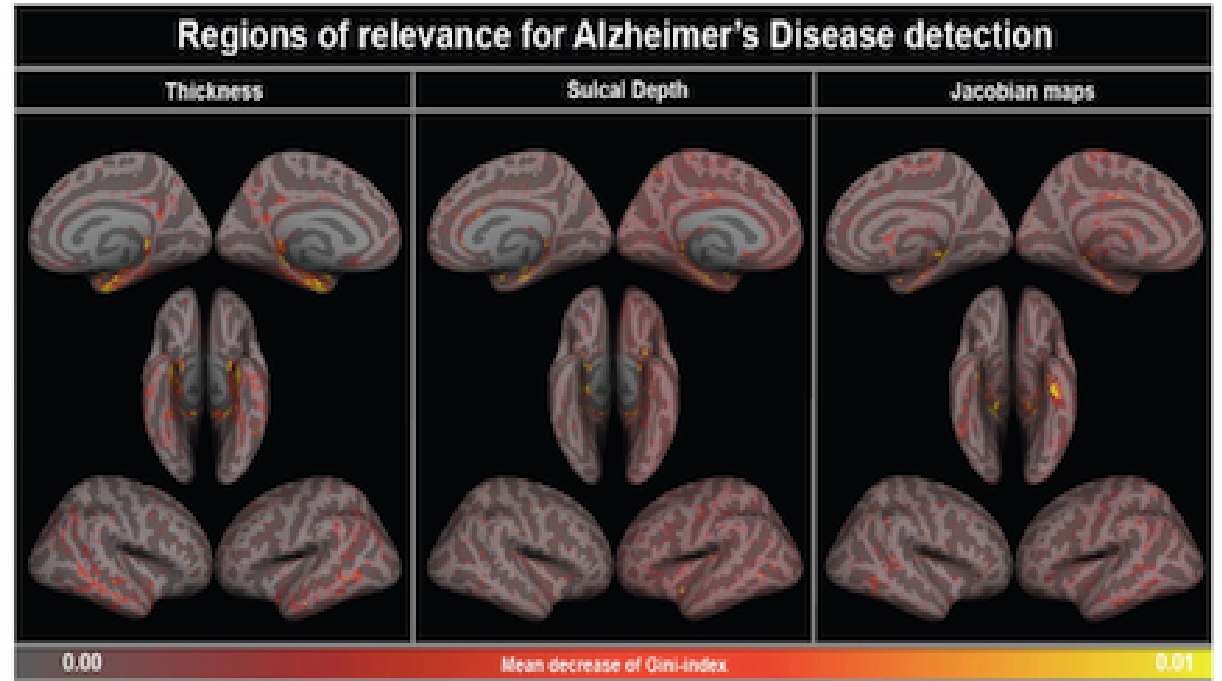 Regions of relevance for Alzheimer's Disease detection
Thickness
Sulcal Depth
Jacobian maps
0.00
Mean decrease of Gini-index
0.01